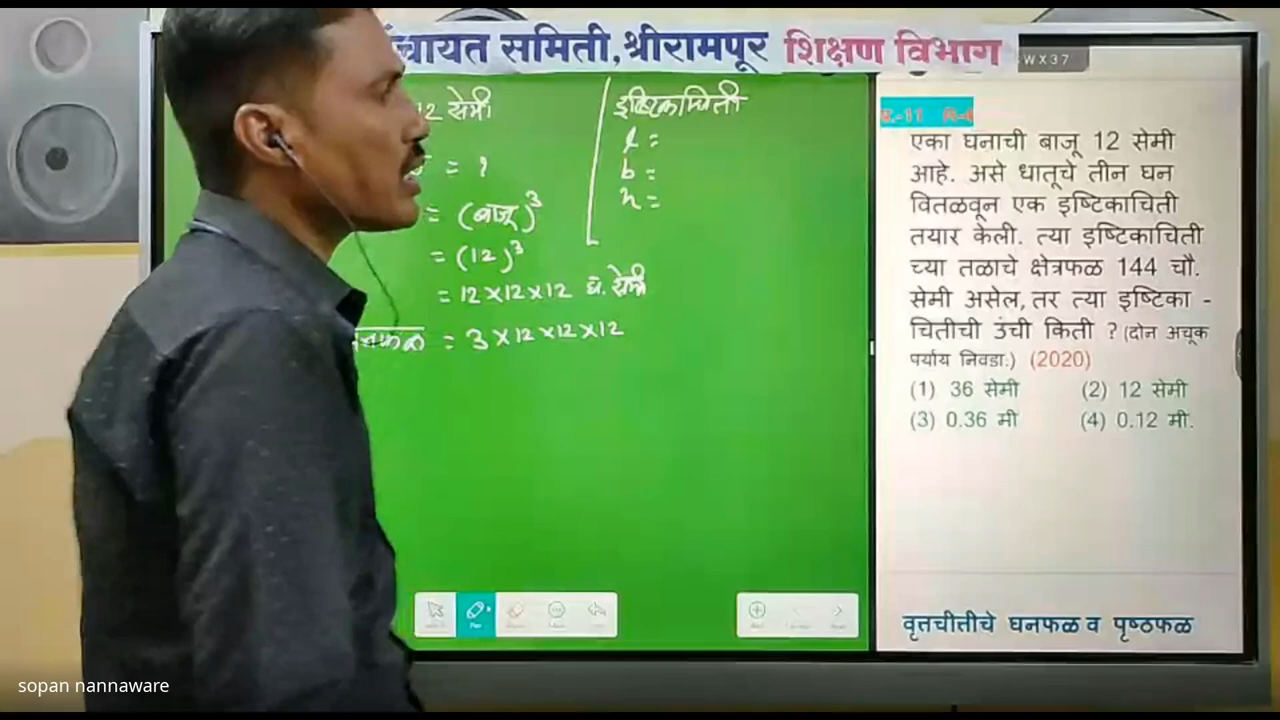 समिती, श्रीरामपूर शिक्षण विभाग
WX37
12 सेमी
= ?
= (बाजू)³
= (12)³
= 12 × 12 × 12 घ. सेमी
= 3 × 12 × 12 × 12
इष्टिकाचिती
l =
b =
h =
एका घनाची बाजू 12 सेमी
आहे. असे धातूचे तीन घन
वितळवून एक इष्टिकाचिती
तयार केली. त्या इष्टिकाचिती
च्या तळाचे क्षेत्रफळ 144 चौ.
सेमी असेल, तर त्या इष्टिका -
चितीची उंची किती ? (दोन अचूक
पर्याय निवडा.) (2020)
(1) 36 सेमी (2) 12 सेमी
(3) 0.36 मी (4) 0.12 मी.
वृत्तचीतीचे घनफळ व पृष्ठफळ
sopan nannaware